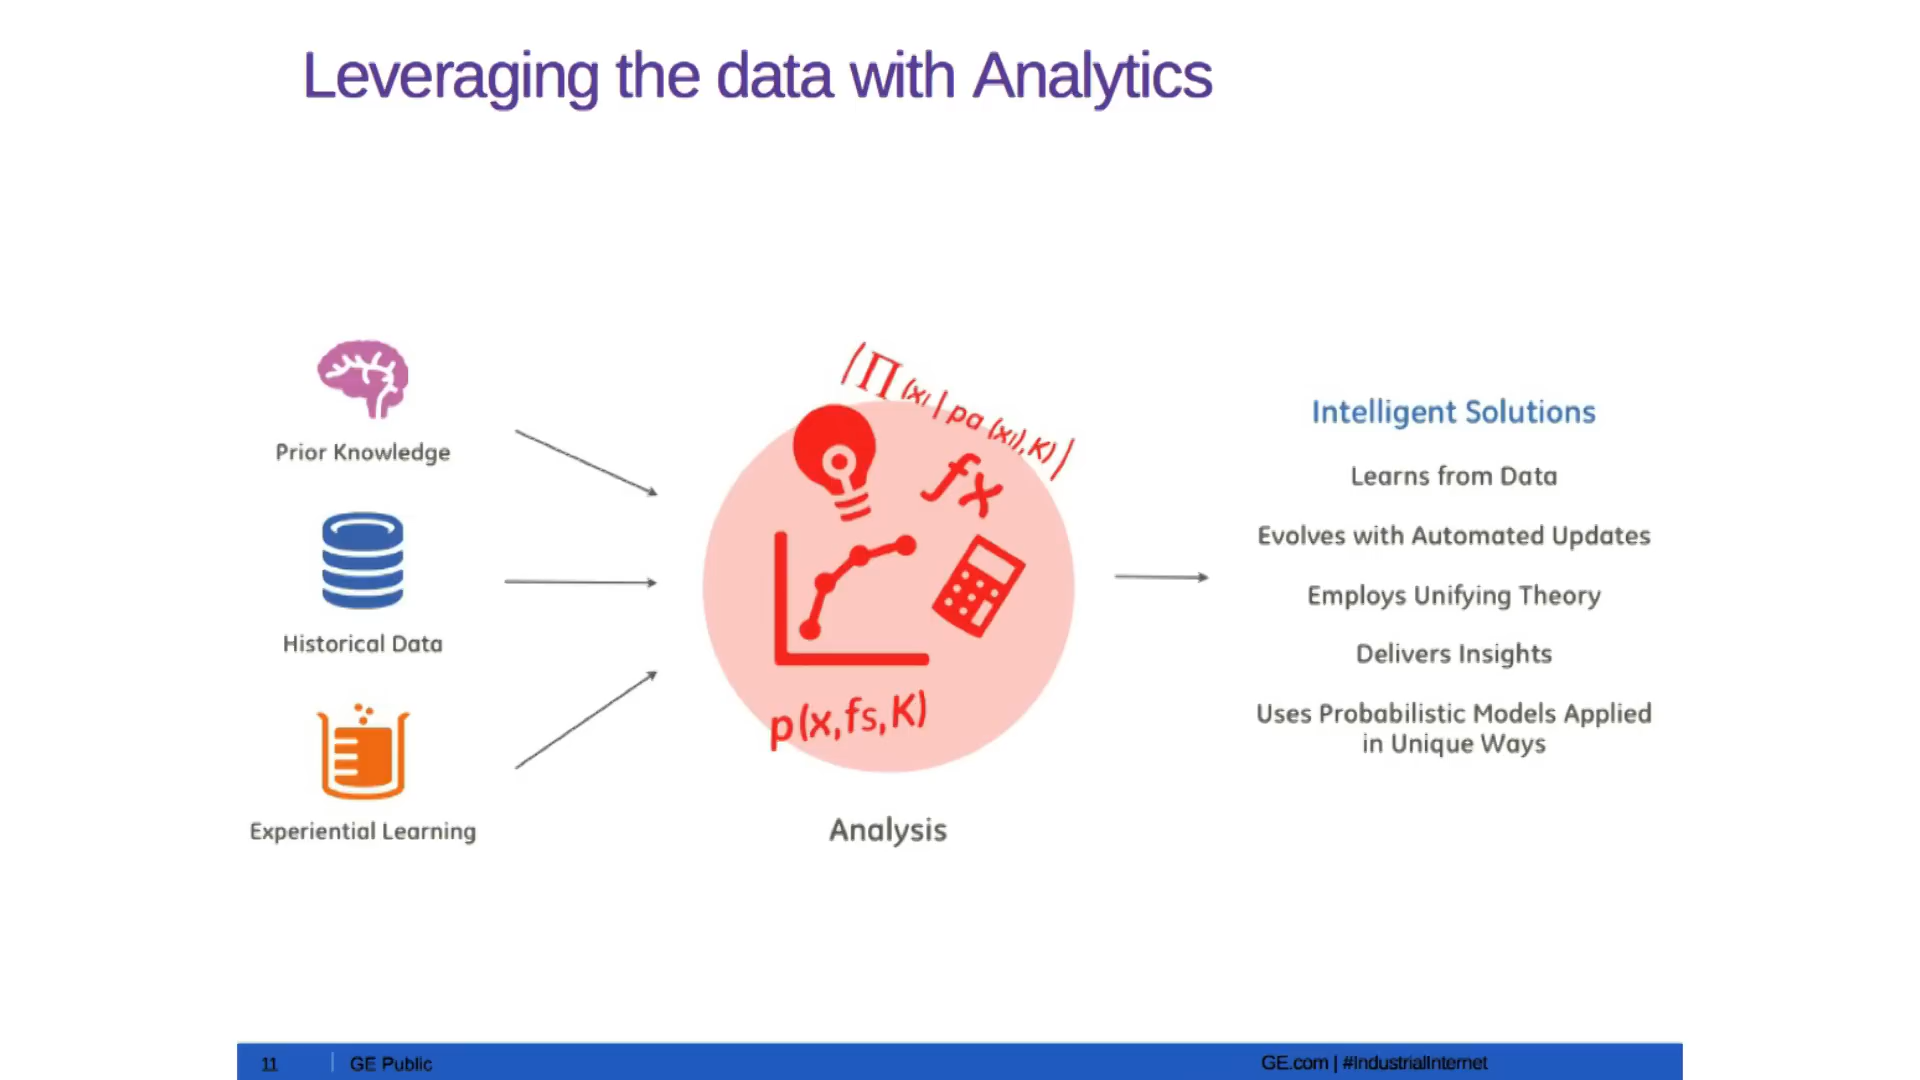 Leveraging the data with Analytics
Prior Knowledge
Historical Data
Experiential Learning
|∏(xᵢ | pa (xᵢ),K)|
fx
p(x,fs,K)
Analysis
Intelligent Solutions
Learns from Data
Evolves with Automated Updates
Employs Unifying Theory
Delivers Insights
Uses Probabilistic Models Applied
in Unique Ways
11 | GE Public
GE.com | #IndustrialInternet